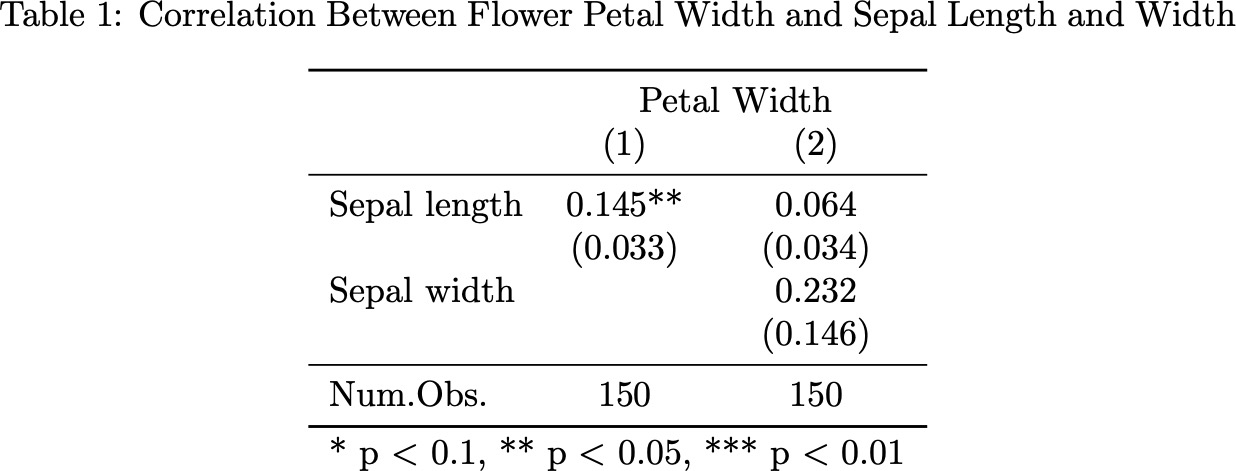 Table 1: Correlation Between Flower Petal Width and Sepal Length and Width
Petal Width
(1) (2)
Sepal length 0.145** 0.064
(0.033) (0.034)
Sepal width 0.232
(0.146)
Num.Obs. 150 150
* p < 0.1, ** p < 0.05, *** p < 0.01